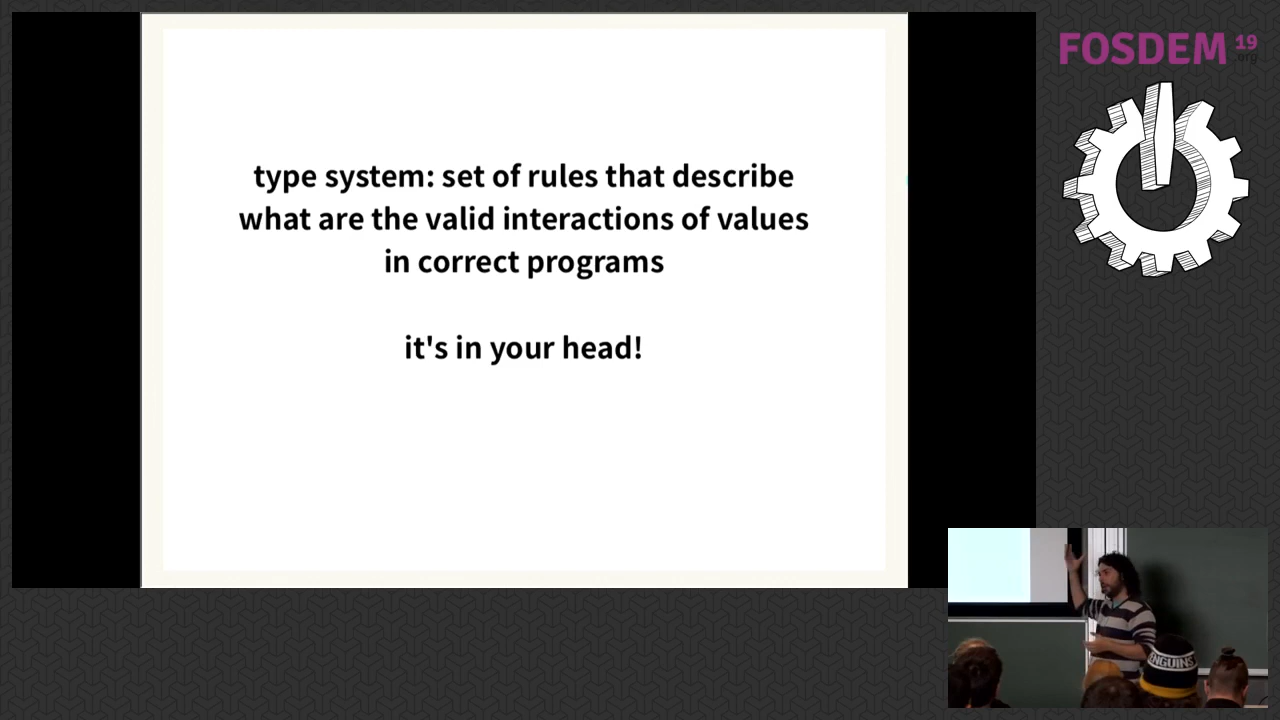 FOSDEM 19
.org
type system: set of rules that describe
what are the valid interactions of values
in correct programs
it's in your head!
PENGUINS